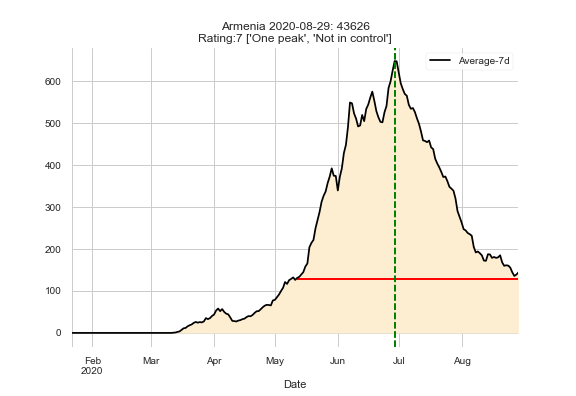 Armenia 2020-08-29: 43626
Rating:7 ['One peak', 'Not in control']
Average-7d
600
500
400
300
200
100
0
Feb Mar Apr May Jun Jul Aug
2020
Date